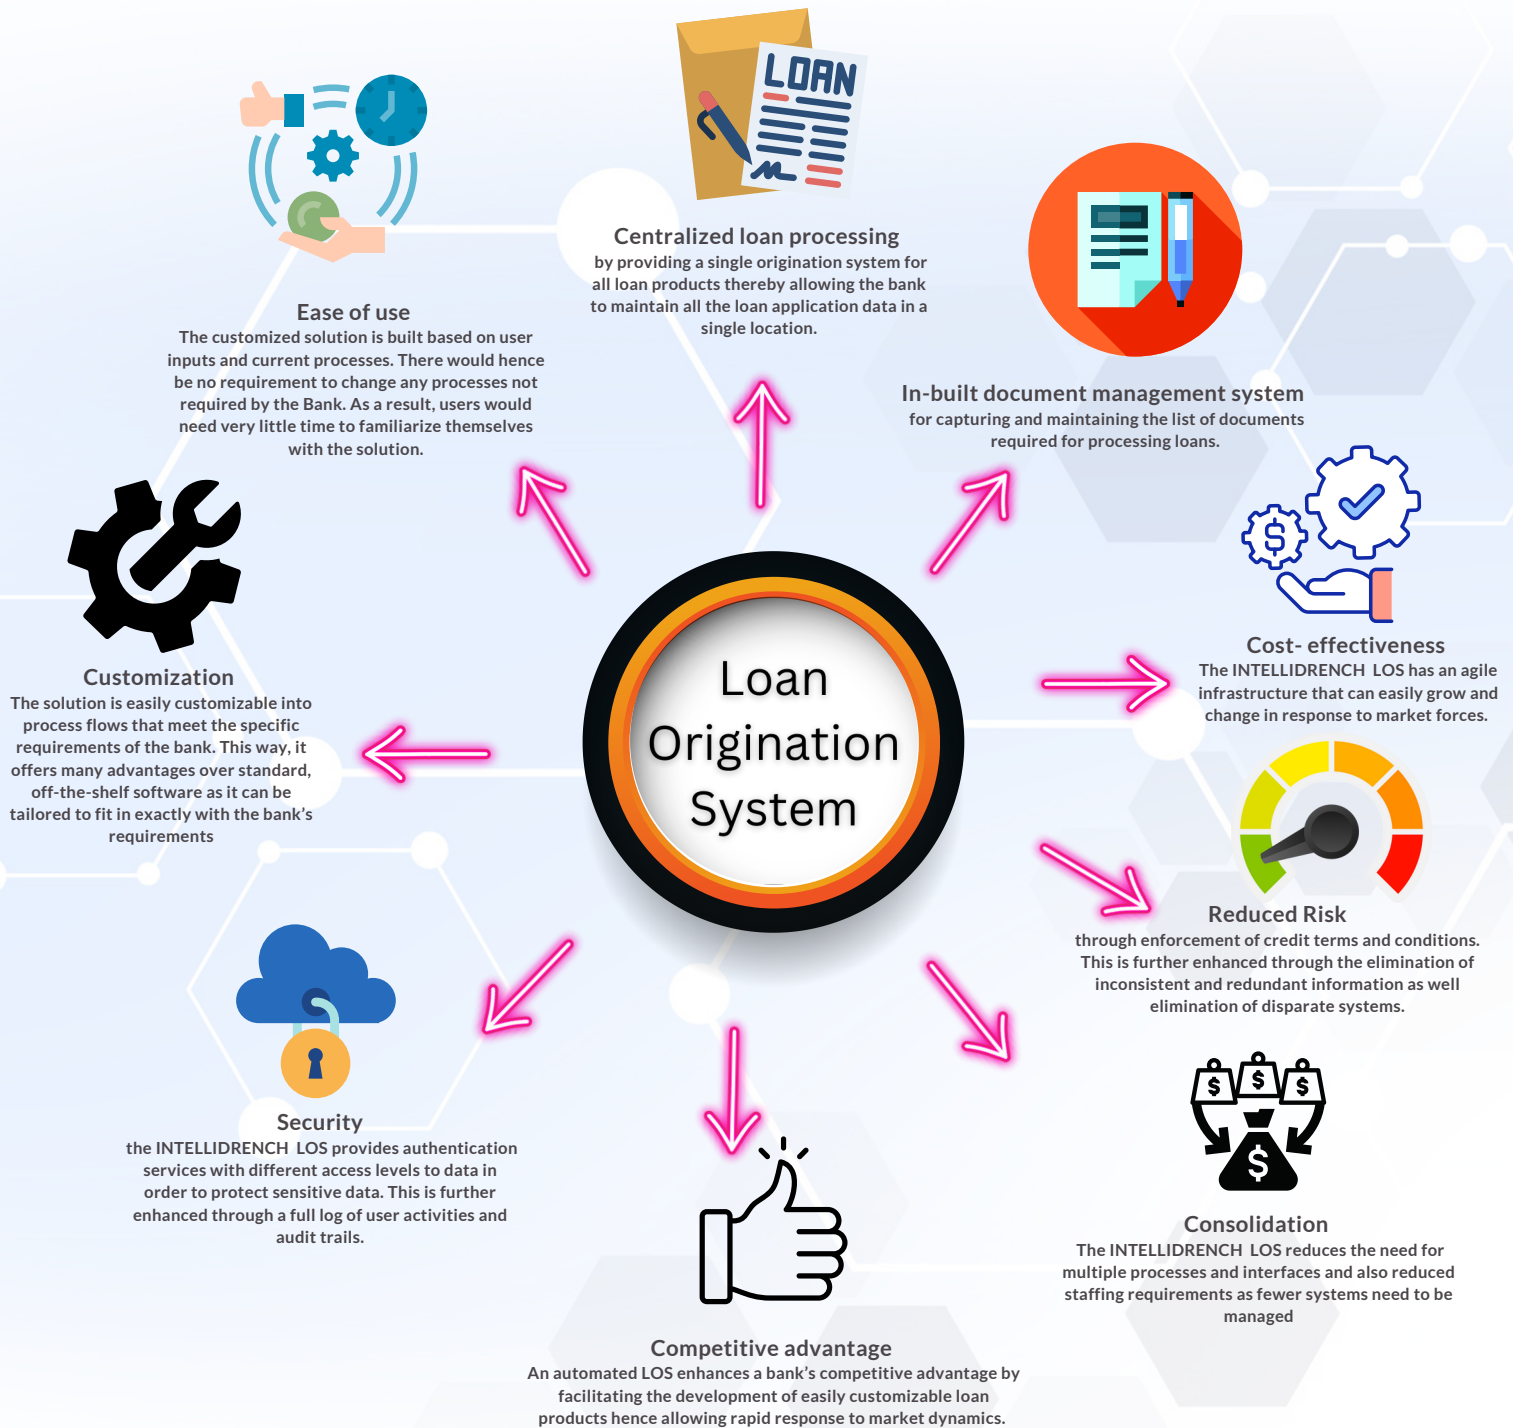 LOAN
Centralized loan processing
by providing a single origination system for
all loan products thereby allowing the bank
to maintain all the loan application data in a
single location.
Ease of use
The customized solution is built based on user
inputs and current processes. There would hence
be no requirement to change any processes not
required by the Bank. As a result, users would
need very little time to familiarize themselves
with the solution.
In-built document management system
for capturing and maintaining the list of documents
required for processing loans.
$
Cost- effectiveness
The INTELLIDRENCH LOS has an agile
infrastructure that can easily grow and
change in response to market forces.
Customization
The solution is easily customizable into
process flows that meet the specific
requirements of the bank. This way, it
offers many advantages over standard,
off-the-shelf software as it can be
tailored to fit in exactly with the bank's
requirements
Loan
Origination
System
Reduced Risk
through enforcement of credit terms and conditions.
This is further enhanced through the elimination of
inconsistent and redundant information as well
elimination of disparate systems.
Security
the INTELLIDRENCH LOS provides authentication
services with different access levels to data in
order to protect sensitive data. This is further
enhanced through a full log of user activities and
audit trails.
$ $ $
$
Consolidation
The INTELLIDRENCH LOS reduces the need for
multiple processes and interfaces and also reduced
staffing requirements as fewer systems need to be
managed
Competitive advantage
An automated LOS enhances a bank's competitive advantage by
facilitating the development of easily customizable loan
products hence allowing rapid response to market dynamics.